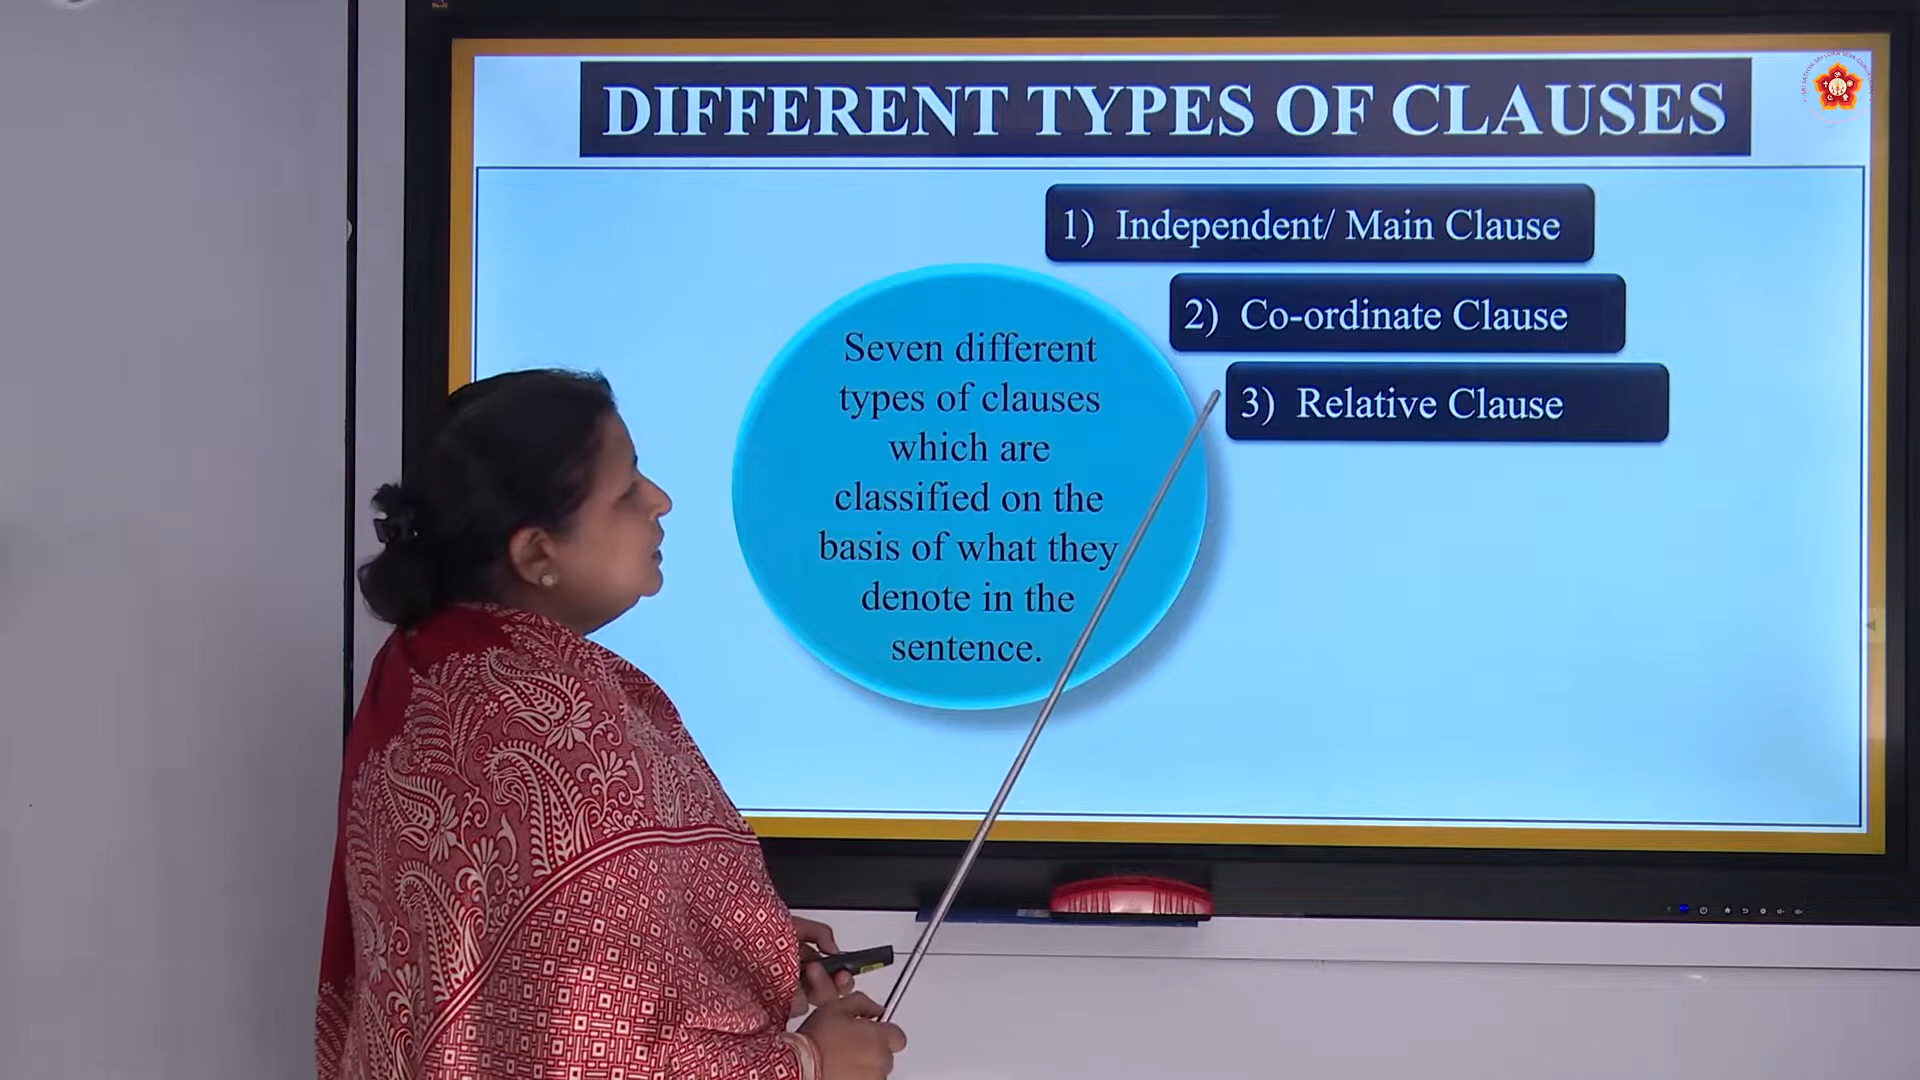 DIFFERENT TYPES OF CLAUSES
1) Independent/ Main Clause
2) Co-ordinate Clause
3) Relative Clause
Seven different
types of clauses
which are
classified on the
basis of what they
denote in the
sentence.